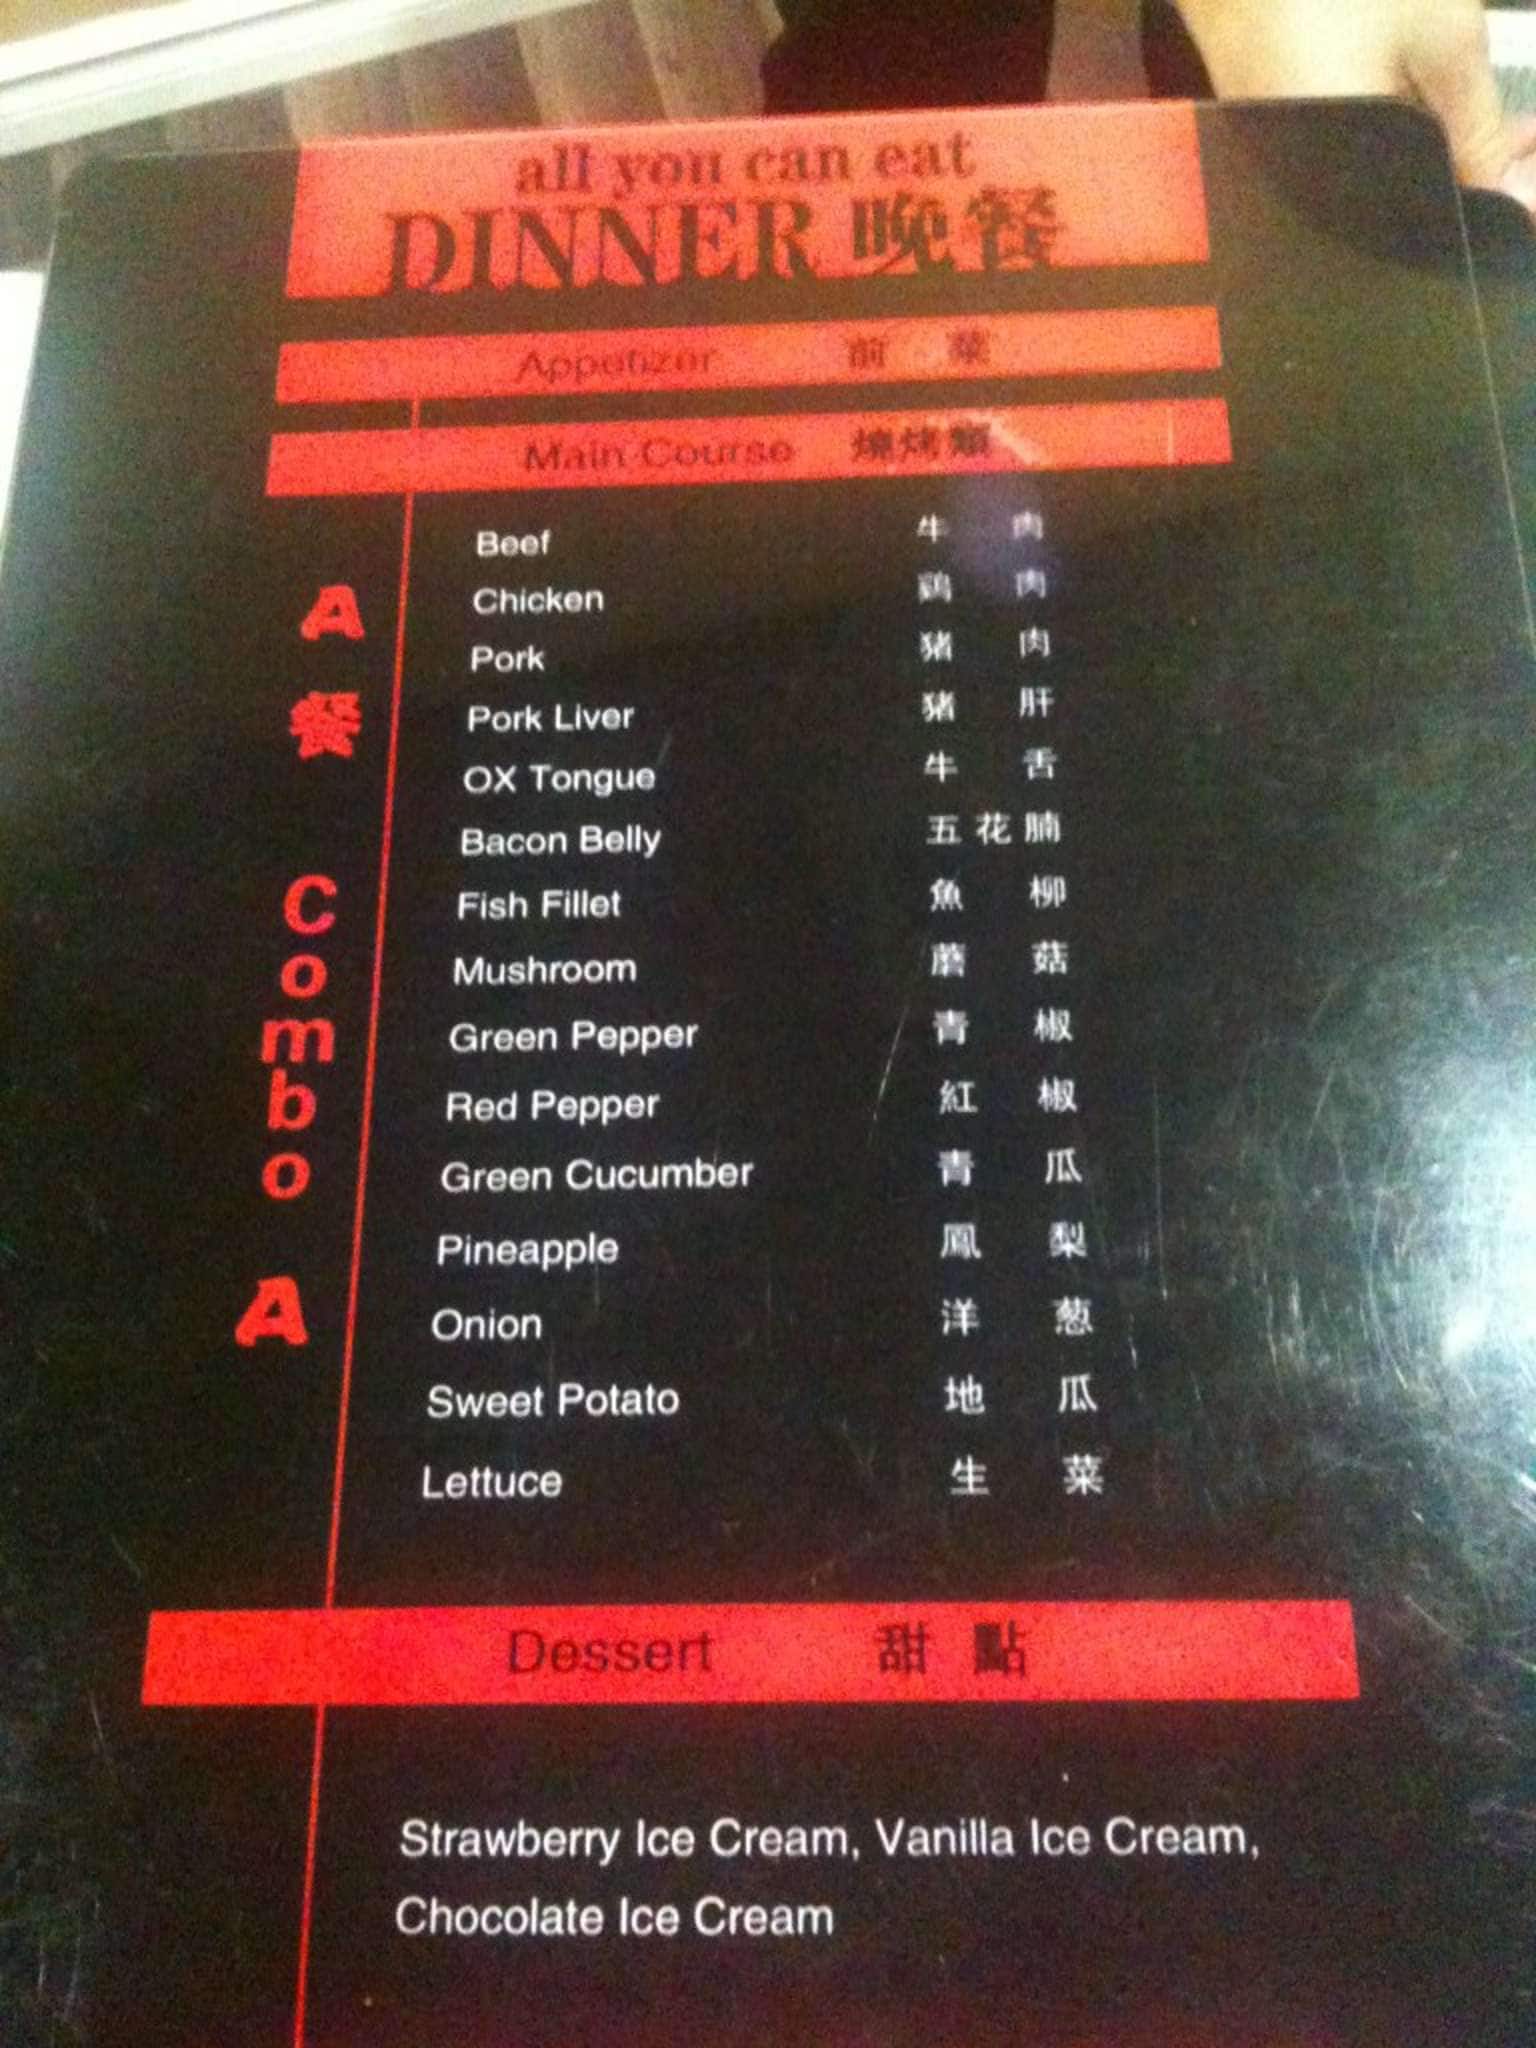 all you can eat
DINNER 晚餐
Appetizer 前菜
Main Course 燒烤類
A餐 Combo A
Beef 牛肉
Chicken 鷄肉
Pork 猪肉
Pork Liver 猪肝
OX Tongue 牛舌
Bacon Belly 五花腩
Fish Fillet 魚柳
Mushroom 蘑菇
Green Pepper 青椒
Red Pepper 紅椒
Green Cucumber 青瓜
Pineapple 鳳梨
Onion 洋葱
Sweet Potato 地瓜
Lettuce 生菜
Dessert 甜點
Strawberry Ice Cream, Vanilla Ice Cream,
Chocolate Ice Cream